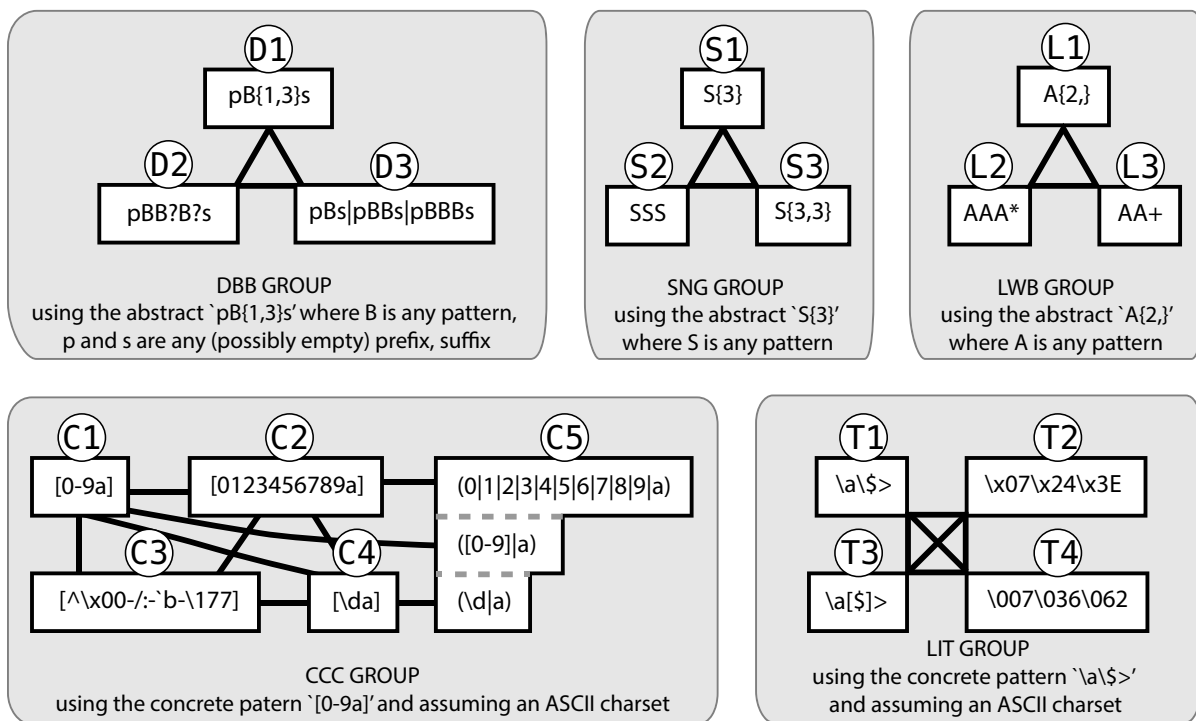 D1
pB{1,3}s
D2
D3
pBB?B?s
pBs|pBBs|pBBBs
DBB GROUP
using the abstract `pB{1,3}s’ where B is any pattern,
p and s are any (possibly empty) prefix, suffix
S1
S{3}
S2
S3
SSS
S{3,3}
SNG GROUP
using the abstract `S{3}’
where S is any pattern
L1
A{2,}
L2
L3
AAA*
AA+
LWB GROUP
using the abstract `A{2,}’
where A is any pattern
C1
C2
C5
[0-9a]
[0123456789a]
(0|1|2|3|4|5|6|7|8|9|a)
([0-9]|a)
C3
C4
[^\x00-/:-`b-\177]
[\da]
(\d|a)
CCC GROUP
using the concrete patern `[0-9a]’ and assuming an ASCII charset
T1
T2
\a\$>
\x07\x24\x3E
T3
T4
\a[$]>
\007\036\062
LIT GROUP
using the concrete pattern `\a\$>’
and assuming an ASCII charset